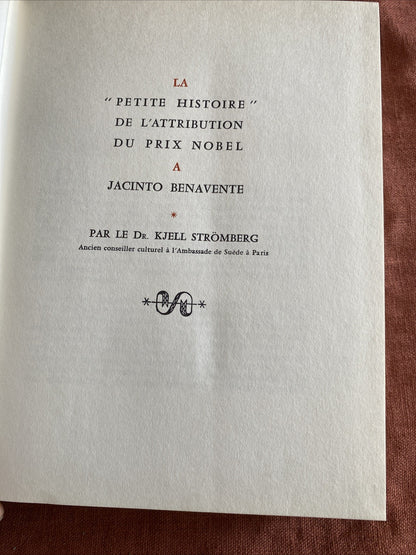 LA
"PETITE HISTOIRE"
DE L'ATTRIBUTION
DU PRIX NOBEL
A
JACINTO BENAVENTE
*
PAR LE DR. KJELL STRÖMBERG
Ancien conseiller culturel à l'Ambassade de Suède à Paris